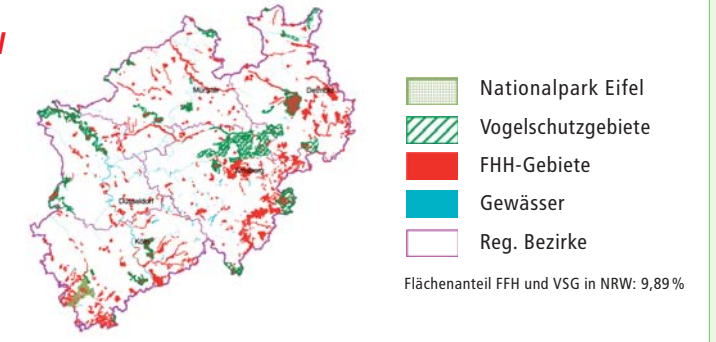 Münster
Detmold
Arnsberg
Düsseldorf
Köln
Nationalpark Eifel
Vogelschutzgebiete
FHH-Gebiete
Gewässer
Reg. Bezirke
Flächenanteil FFH und VSG in NRW: 9,89 %